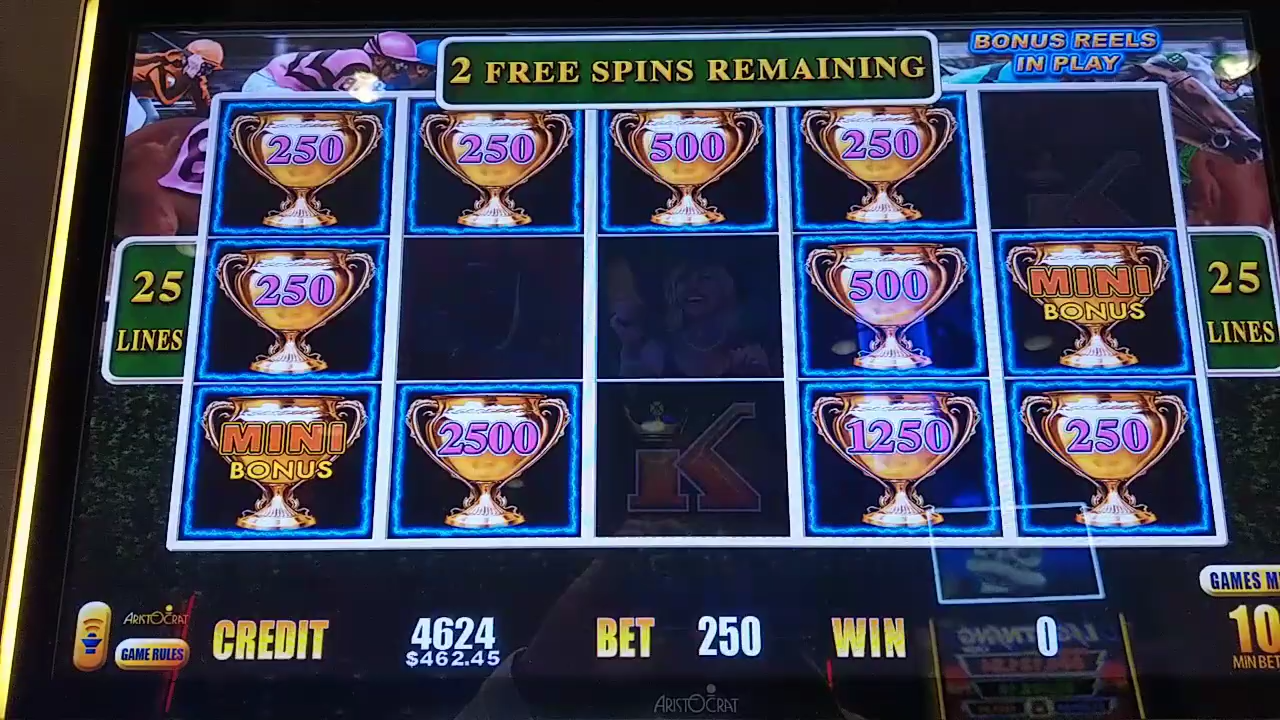 2 FREE SPINS REMAINING
BONUS REELS
IN PLAY
250
250
500
250
K
25
LINES
250
500
MINI
BONUS
25
LINES
MINI
BONUS
2500
K
1250
250
ARISTOCRAT
GAME RULES
CREDIT
4624
$462.45
BET
250
WIN
0
GAMES
10
MIN BET
ARISTOCRAT